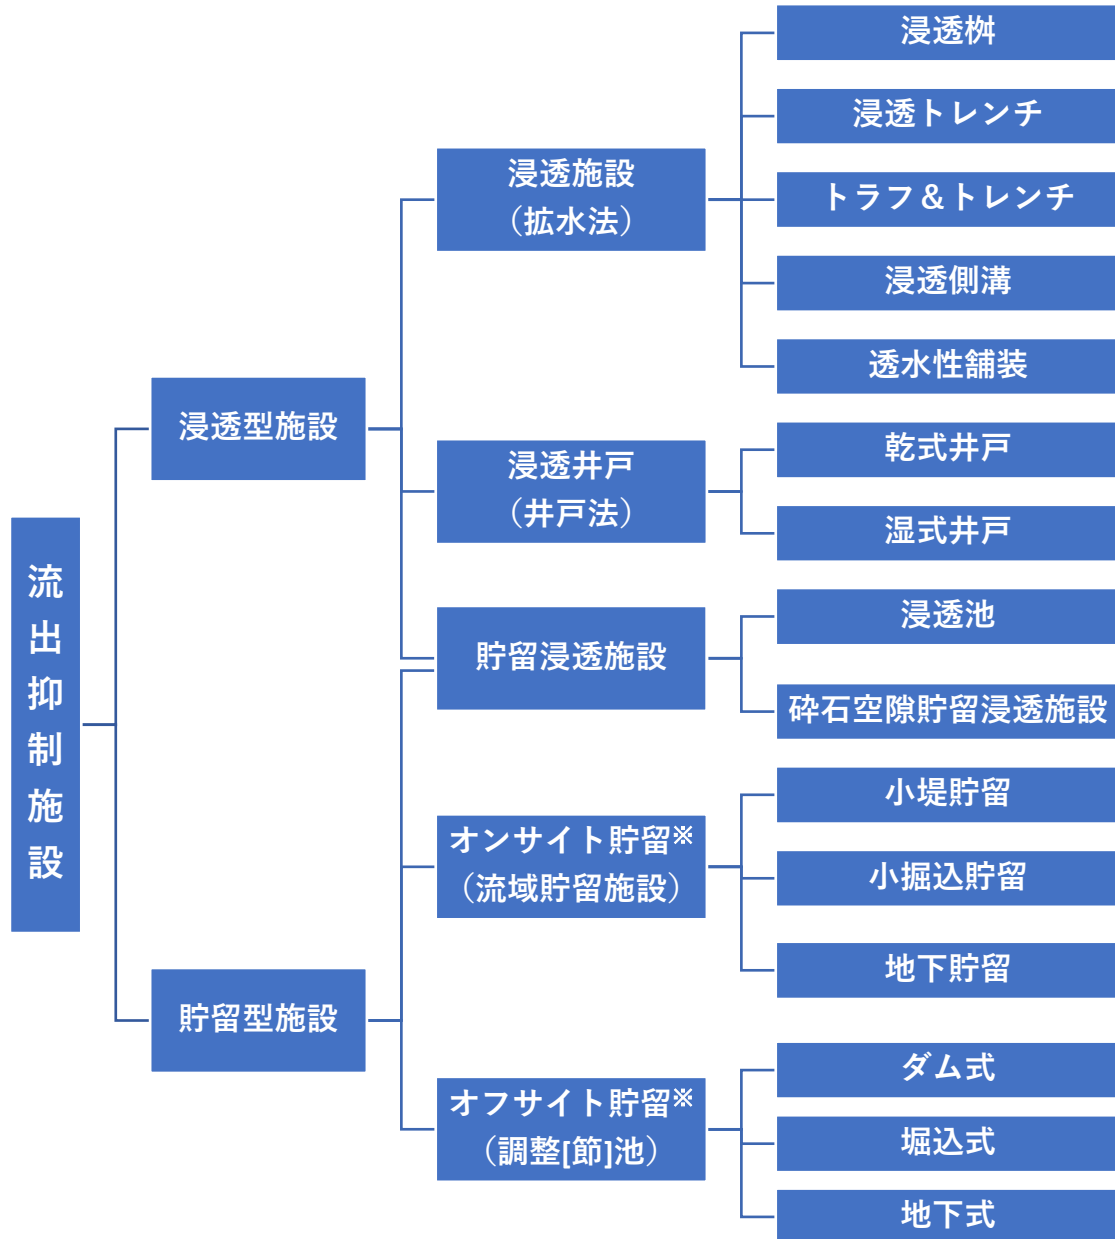 流出抑制施設
浸透型施設
貯留型施設
浸透施設
（拡水法）
浸透井戸
（井戸法）
貯留浸透施設
オンサイト貯留※
（流域貯留施設）
オフサイト貯留※
（調整[節]池）
浸透桝
浸透トレンチ
トラフ＆トレンチ
浸透側溝
透水性舗装
乾式井戸
湿式井戸
浸透池
砕石空隙貯留浸透施設
小堤貯留
小掘込貯留
地下貯留
ダム式
堀込式
地下式